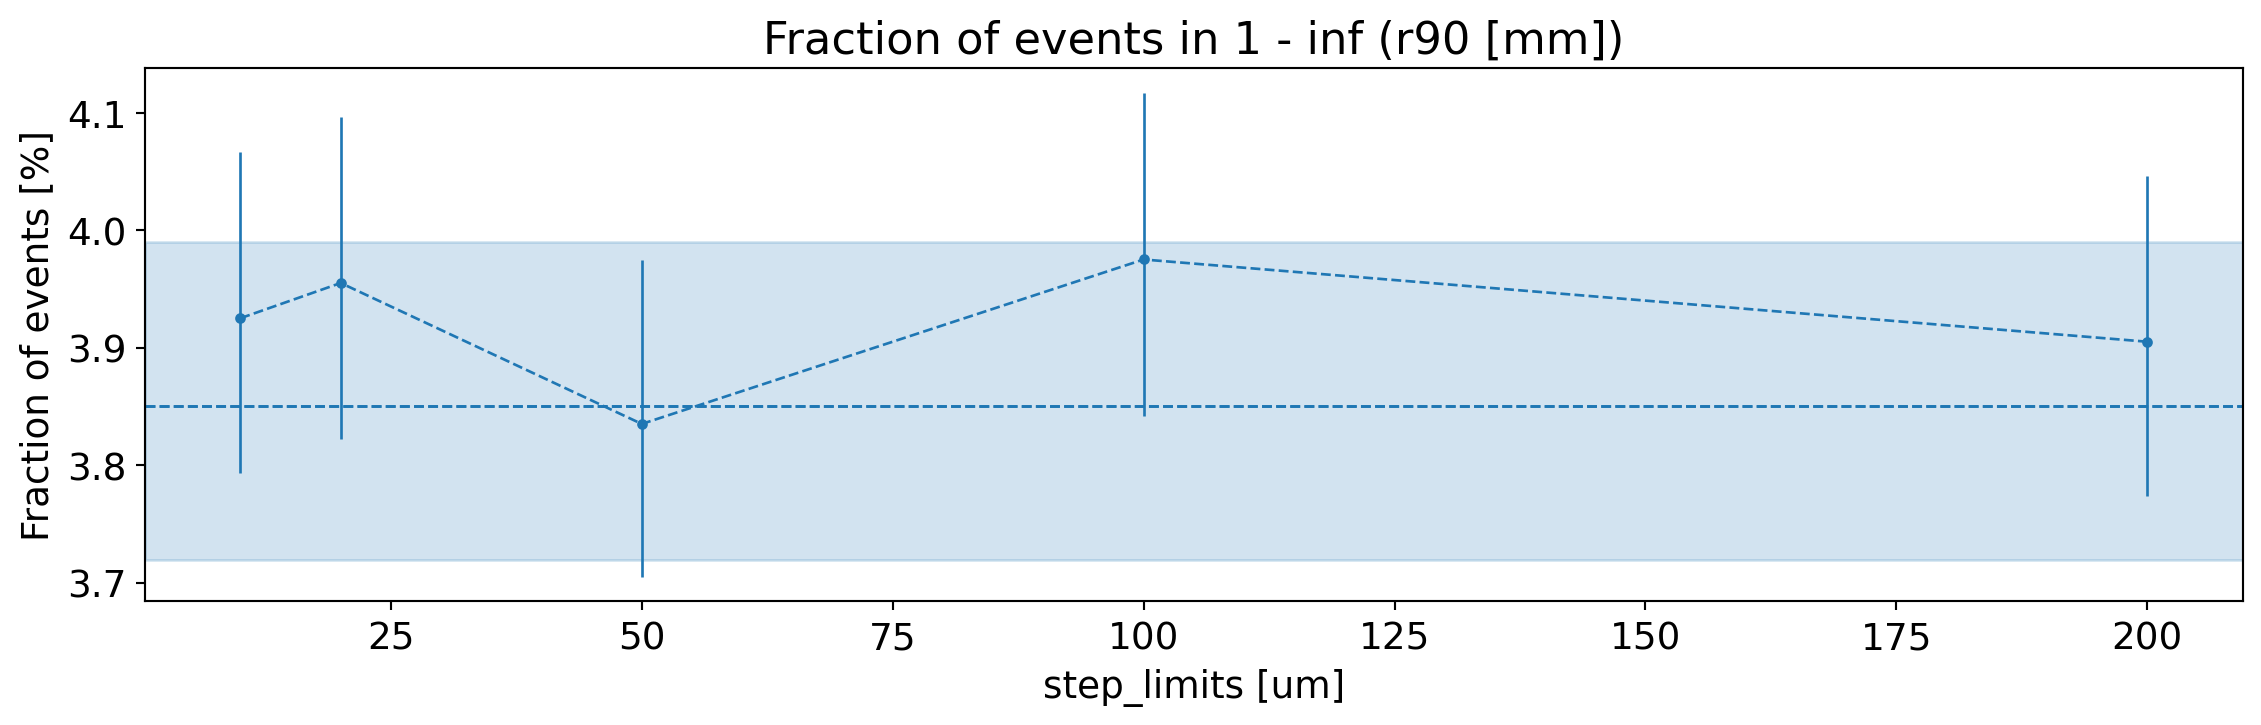 Fraction of events in 1 - inf (r90 [mm])
Fraction of events [%]
4.1
4.0
3.9
3.8
3.7
25 50 75 100 125 150 175 200
step_limits [um]